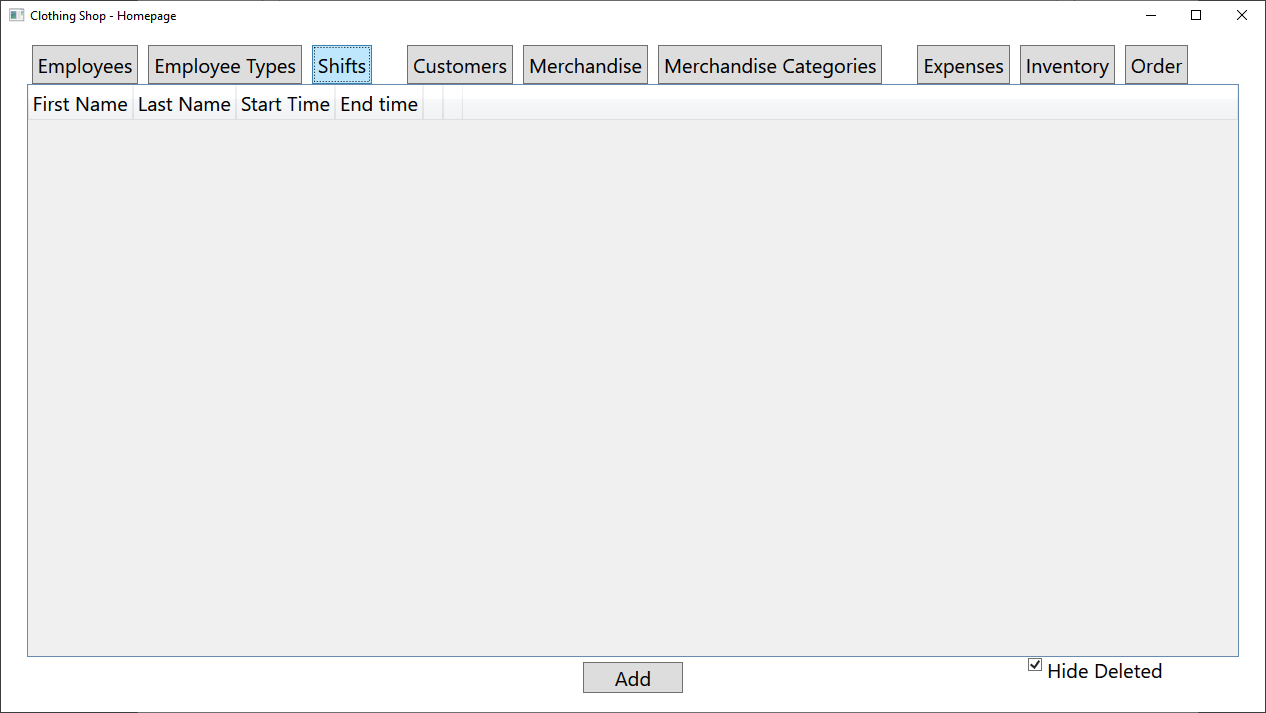 Clothing Shop - Homepage
Employees Employee Types Shifts Customers Merchandise Merchandise Categories Expenses Inventory Order
First Name Last Name Start Time End time
Add
Hide Deleted